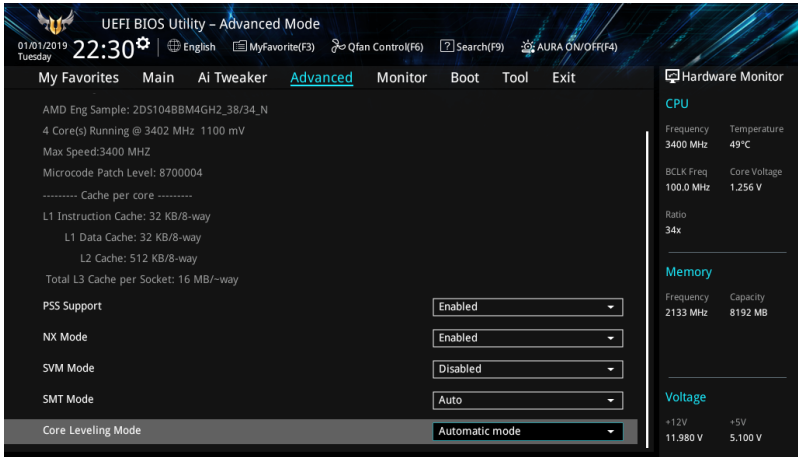 UEFI BIOS Utility – Advanced Mode
01/01/2019 Tuesday 22:30 English MyFavorite(F3) Qfan Control(F6) ? Search(F9) AURA ON/OFF(F4)
My Favorites Main Ai Tweaker Advanced Monitor Boot Tool Exit
AMD Eng Sample: 2DS104BBM4GH2_38/34_N
4 Core(s) Running @ 3402 MHz 1100 mV
Max Speed:3400 MHZ
Microcode Patch Level: 8700004
--------- Cache per core ---------
L1 Instruction Cache: 32 KB/8-way
L1 Data Cache: 32 KB/8-way
L2 Cache: 512 KB/8-way
Total L3 Cache per Socket: 16 MB/~way
PSS Support Enabled
NX Mode Enabled
SVM Mode Disabled
SMT Mode Auto
Core Leveling Mode Automatic mode
Hardware Monitor
CPU
Frequency Temperature
3400 MHz 49°C
BCLK Freq Core Voltage
100.0 MHz 1.256 V
Ratio
34x
Memory
Frequency Capacity
2133 MHz 8192 MB
Voltage
+12V +5V
11.980 V 5.100 V